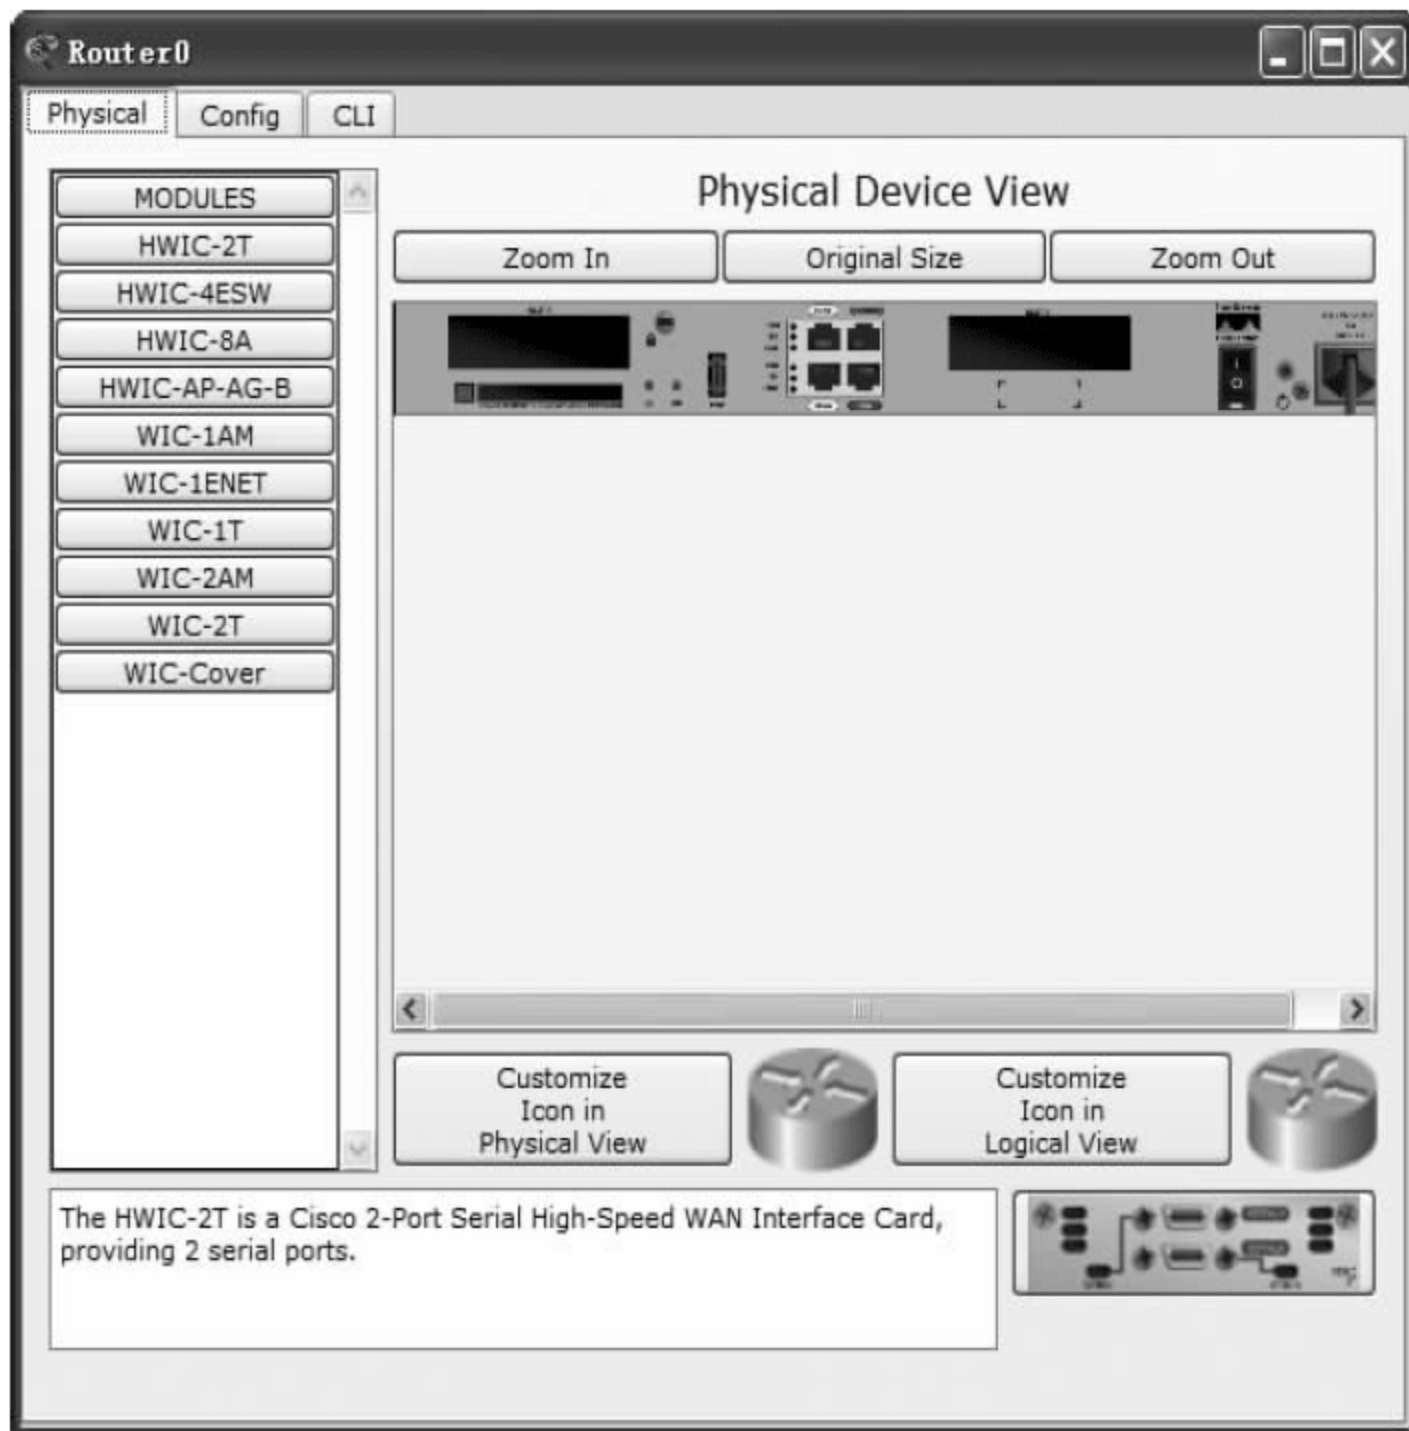 Router0
Physical
Config
CLI
MODULES
HWIC-2T
HWIC-4ESW
HWIC-8A
HWIC-AP-AG-B
WIC-1AM
WIC-1ENET
WIC-1T
WIC-2AM
WIC-2T
WIC-Cover
Physical Device View
Zoom In
Original Size
Zoom Out
Customize
Icon in
Physical View
Customize
Icon in
Logical View
The HWIC-2T is a Cisco 2-Port Serial High-Speed WAN Interface Card,
providing 2 serial ports.